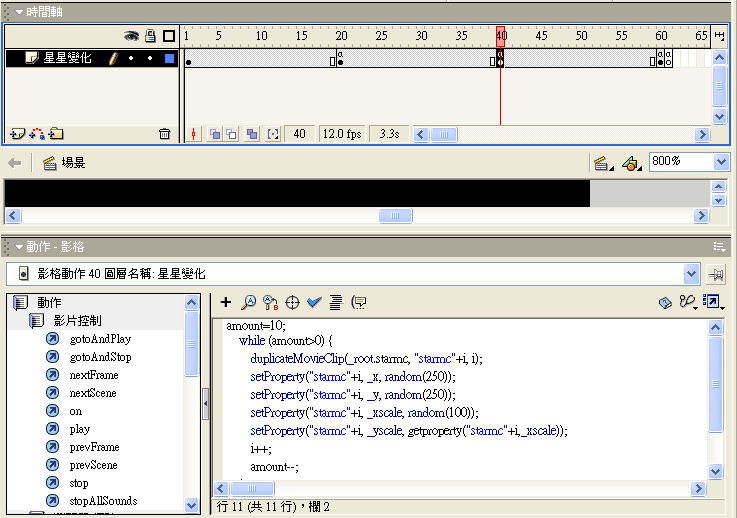 時間軸
1 5 10 15 20 25 30 35 40 45 50 55 60 65
星星變化
40 12.0 fps 3.3s
場景 800%
動作 - 影格
影格動作 40 圖層名稱: 星星變化
動作
影片控制
gotoAndPlay
gotoAndStop
nextFrame
nextScene
on
play
prevFrame
prevScene
stop
stopAllSounds
amount=10;
while (amount>0) {
duplicateMovieClip(_root.starmc, "starmc"+i, i);
setProperty("starmc"+i, _x, random(250));
setProperty("starmc"+i, _y, random(250));
setProperty("starmc"+i, _xscale, random(100));
setProperty("starmc"+i, _yscale, getproperty("starmc"+i,_xscale));
i++;
amount--;
行 11 (共 11 行)，欄 2